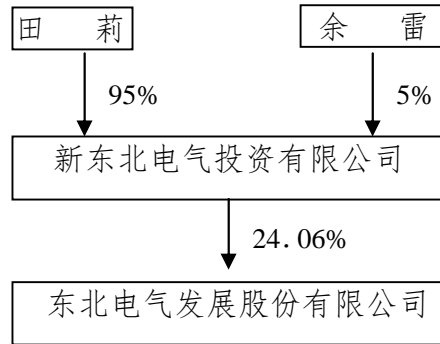 田 莉 余 雷
95% 5%
新东北电气投资有限公司
24.06%
东北电气发展股份有限公司